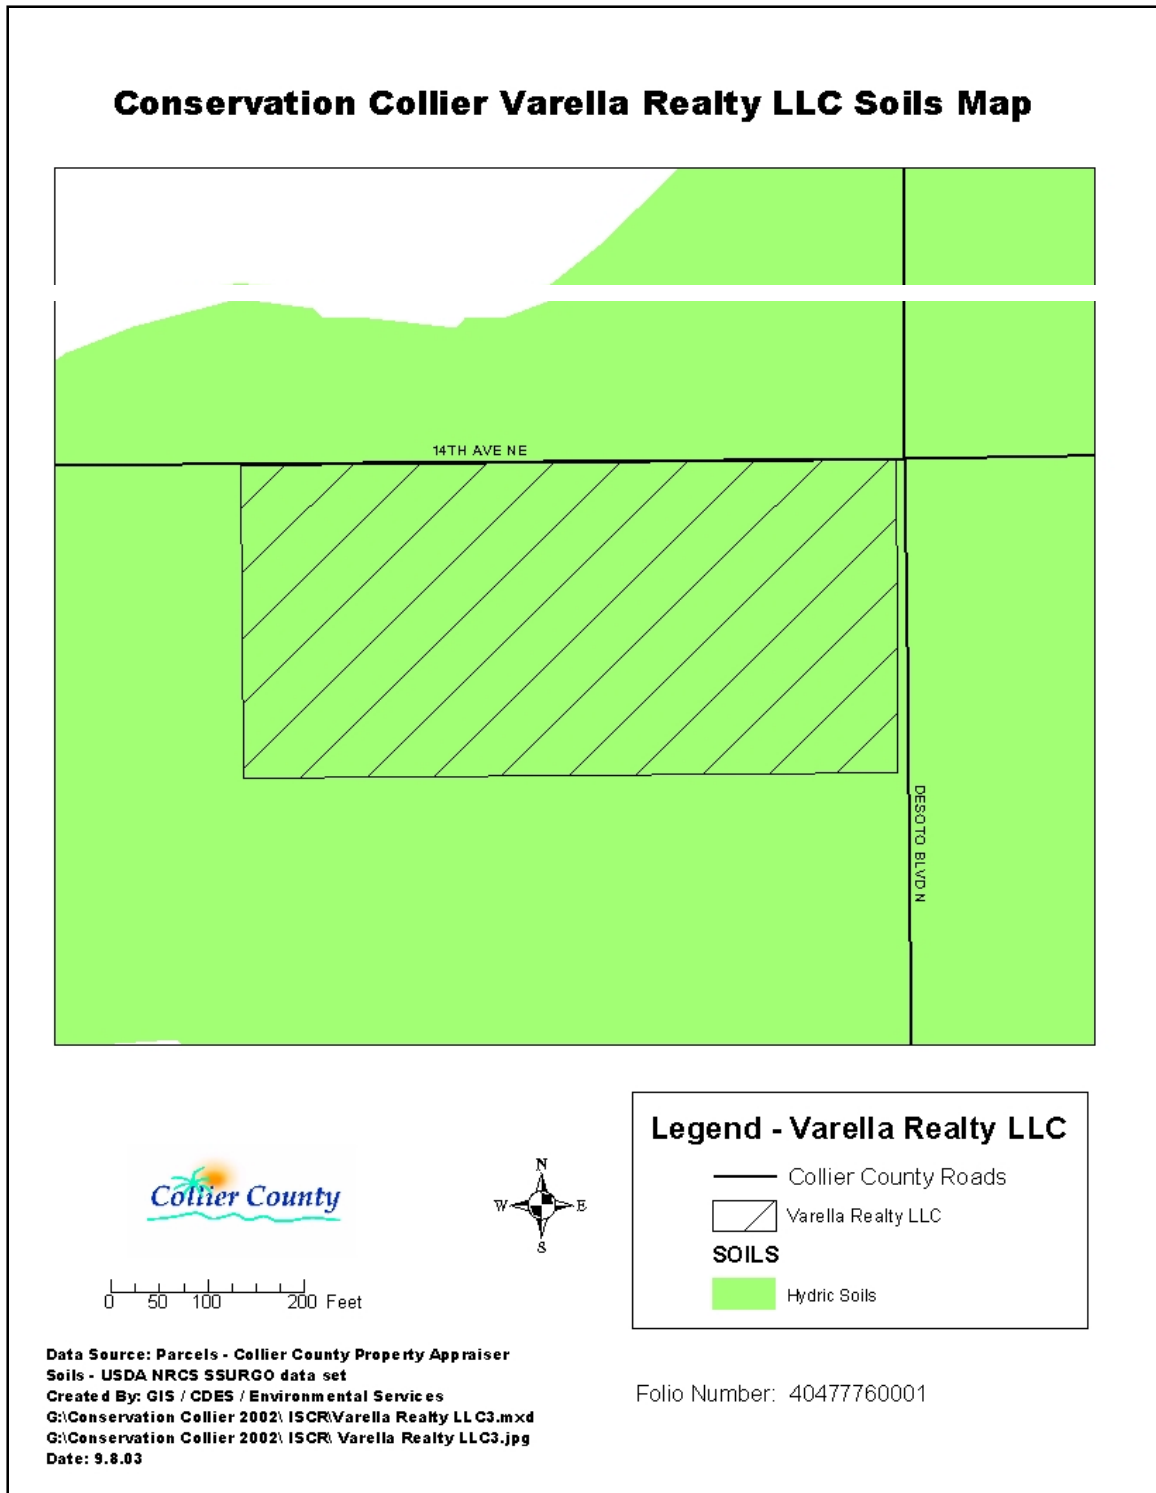 Conservation Collier Varella Realty LLC Soils Map
14TH AVE NE
DESOTO BLVD N
Collier County
N
W E
S
0 50 100 200 Feet
Legend - Varella Realty LLC
Collier County Roads
Varella Realty LLC
SOILS
Hydric Soils
Data Source: Parcels - Collier County Property Appraiser
Soils - USDA NRCS SSURGO data set
Created By: GIS / CDES / Environmental Services
G:\Conservation Collier 2002\ ISCR\Varella Realty LLC3.mxd
G:\Conservation Collier 2002\ ISCR\ Varella Realty LLC3.jpg
Date: 9.8.03
Folio Number: 40477760001